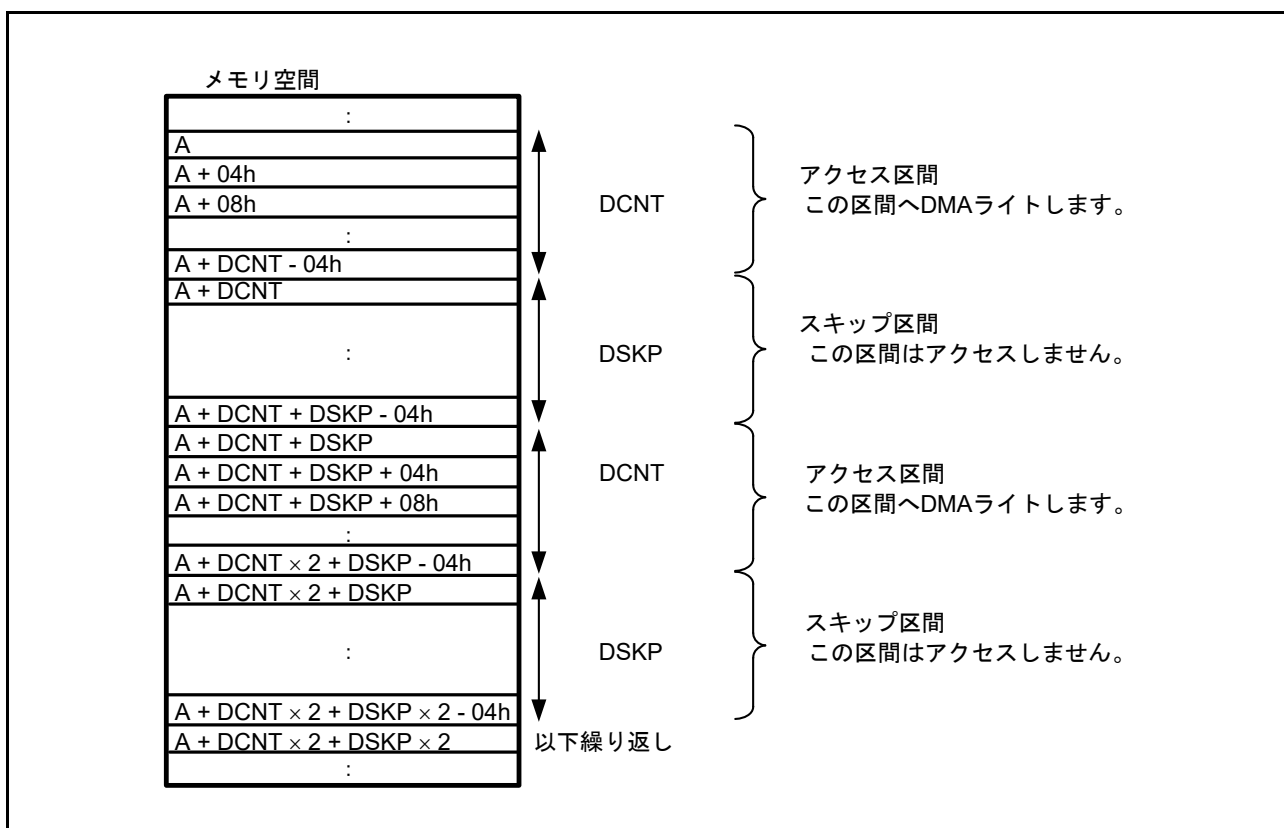 メモリ空間
:
A
A + 04h
A + 08h
DCNT
アクセス区間
この区間へDMAライトします。
:
A + DCNT - 04h
A + DCNT
:
DSKP
スキップ区間
この区間はアクセスしません。
A + DCNT + DSKP - 04h
A + DCNT + DSKP
A + DCNT + DSKP + 04h
A + DCNT + DSKP + 08h
DCNT
アクセス区間
この区間へDMAライトします。
:
A + DCNT × 2 + DSKP - 04h
A + DCNT × 2 + DSKP
:
DSKP
スキップ区間
この区間はアクセスしません。
A + DCNT × 2 + DSKP × 2 - 04h
A + DCNT × 2 + DSKP × 2
以下繰り返し
: